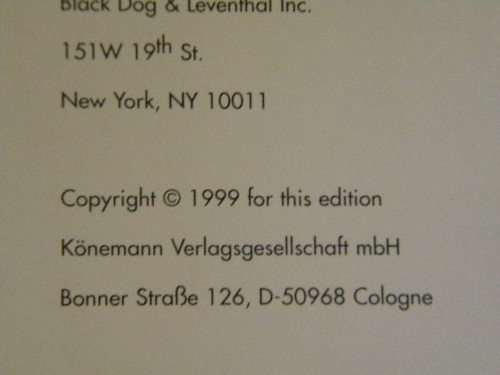 Black Dog & Leventhal Inc.
151W 19th St.
New York, NY 10011
Copyright © 1999 for this edition
Könemann Verlagsgesellschaft mbH
Bonner Straße 126, D-50968 Cologne